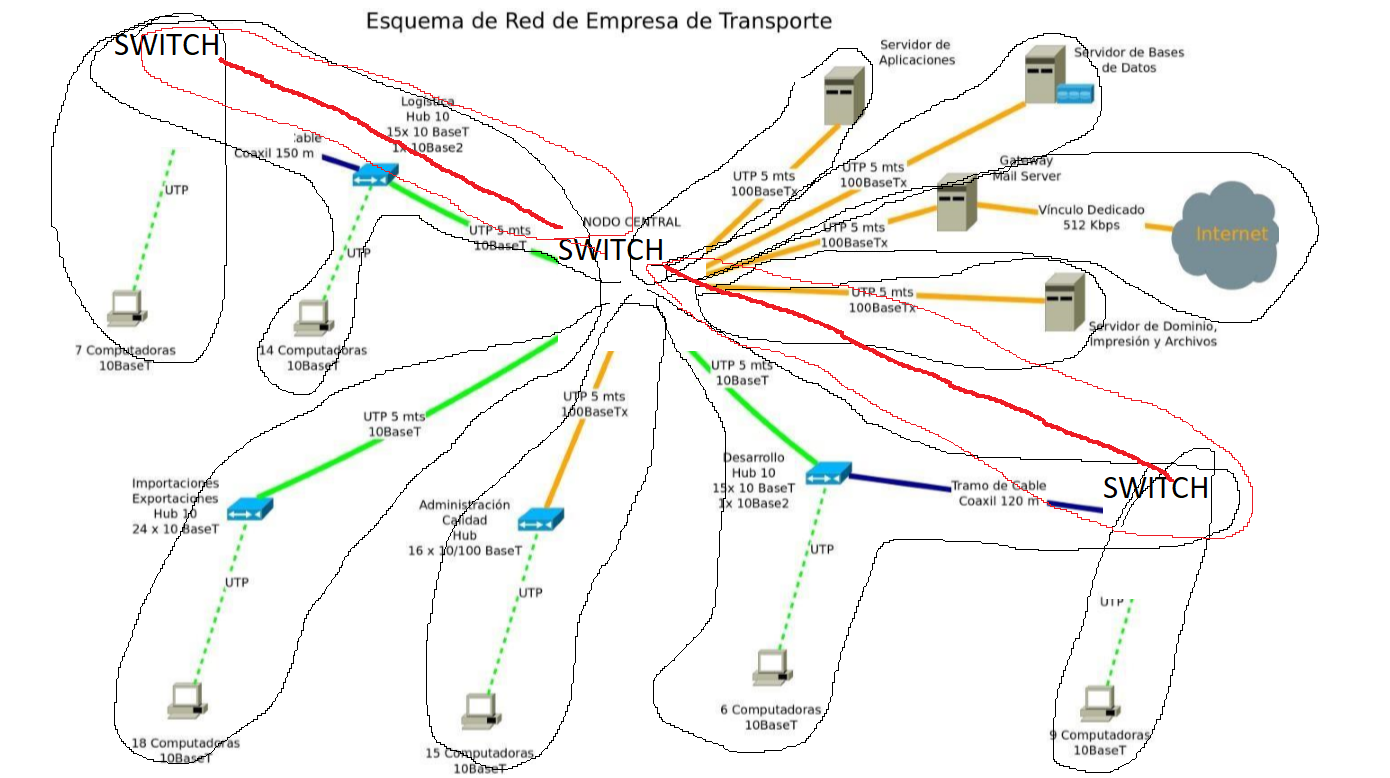 Esquema de Red de Empresa de Transporte
SWITCH
Servidor de
Aplicaciones
Servidor de Bases
de Datos
Logística
Hub 10
15x 10 BaseT
1x 10Base2
Cable
Coaxil 150 m
UTP
UTP 5 mts
10BaseT
UTP
NODO CENTRAL
SWITCH
UTP 5 mts
100BaseTx
UTP 5 mts
100BaseTx
Gateway
Mail Server
UTP 5 mts
100BaseTx
Vínculo Dedicado
512 Kbps
Internet
UTP 5 mts
100BaseTx
Servidor de Dominio,
Impresión y Archivos
7 Computadoras
10BaseT
14 Computadoras
10BaseT
UTP 5 mts
10BaseT
UTP 5 mts
100BaseTx
UTP 5 mts
10BaseT
Importaciones
Exportaciones
Hub 10
24 x 10 BaseT
Administración
Calidad
Hub
16 x 10/100 BaseT
Desarrollo
Hub 10
15x 10 BaseT
1x 10Base2
Tramo de Cable
Coaxil 120 m
SWITCH
UTP
UTP
UTP
UTP
18 Computadoras
10BaseT
15 Computadoras
10BaseT
6 Computadoras
10BaseT
9 Computadoras
10BaseT